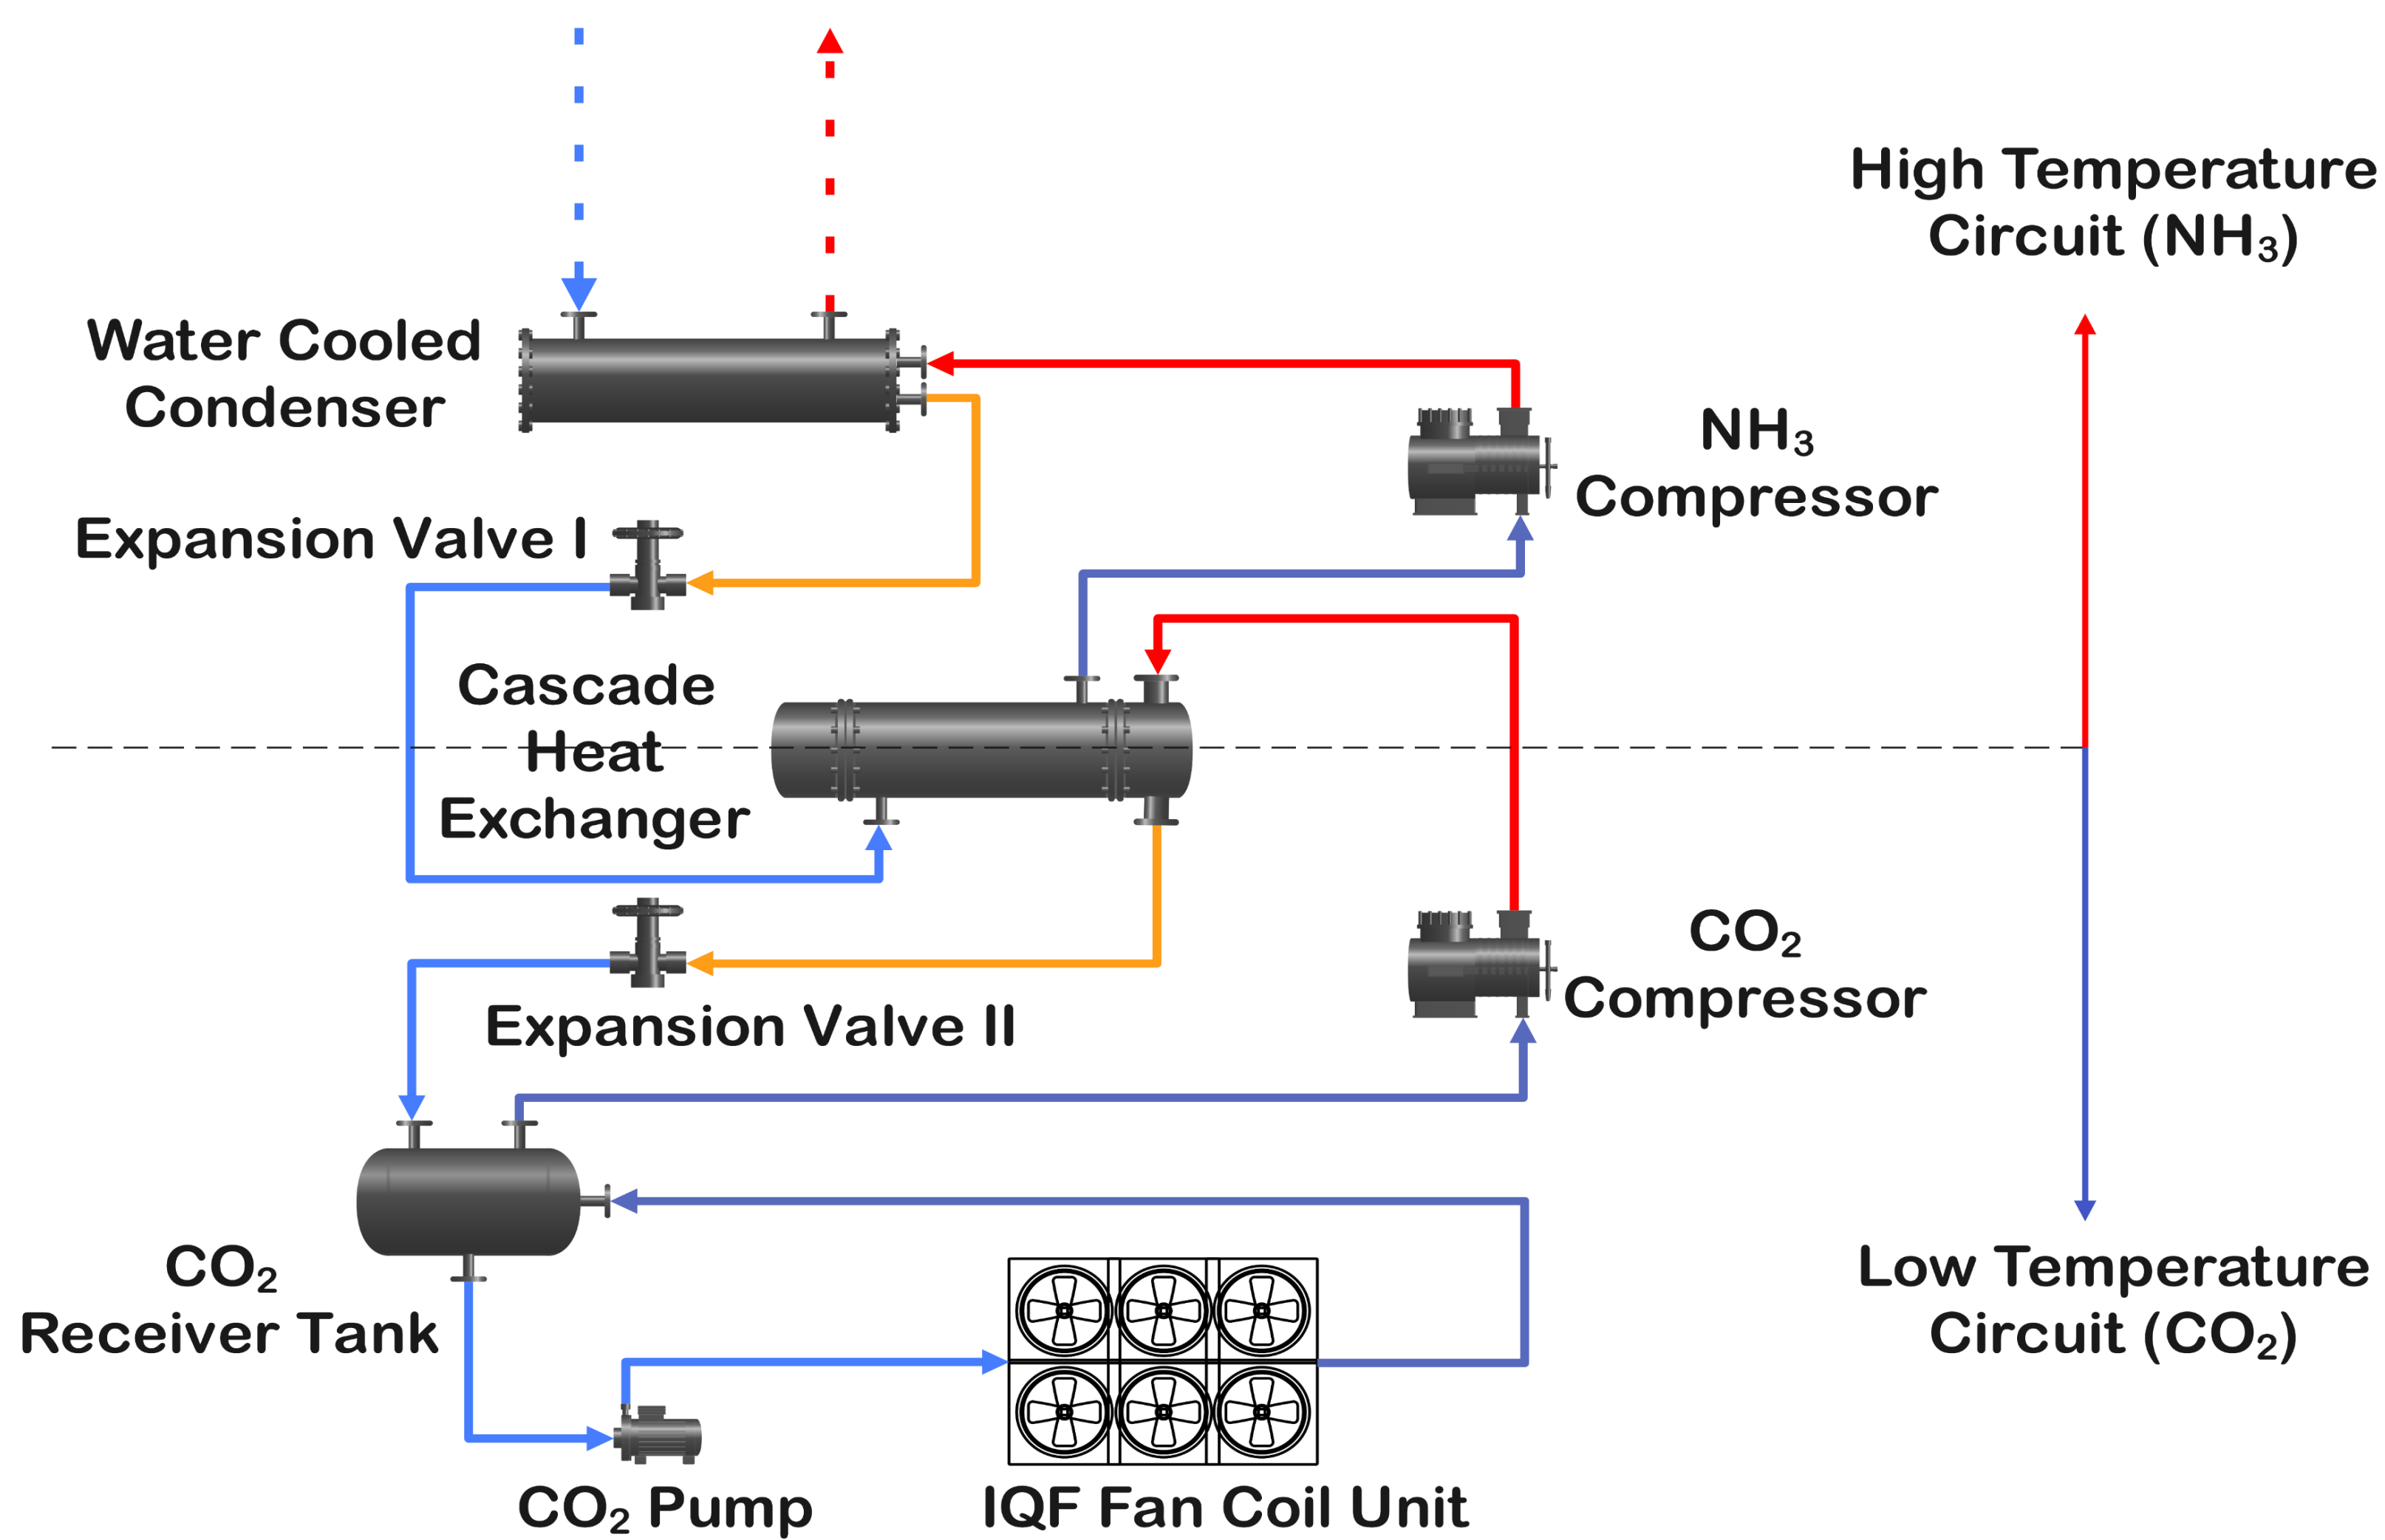 High Temperature
Circuit (NH₃)
Water Cooled
Condenser
NH₃
Compressor
Expansion Valve I
Cascade
Heat
Exchanger
CO₂
Compressor
Expansion Valve II
CO₂
Receiver Tank
Low Temperature
Circuit (CO₂)
CO₂ Pump
IQF Fan Coil Unit